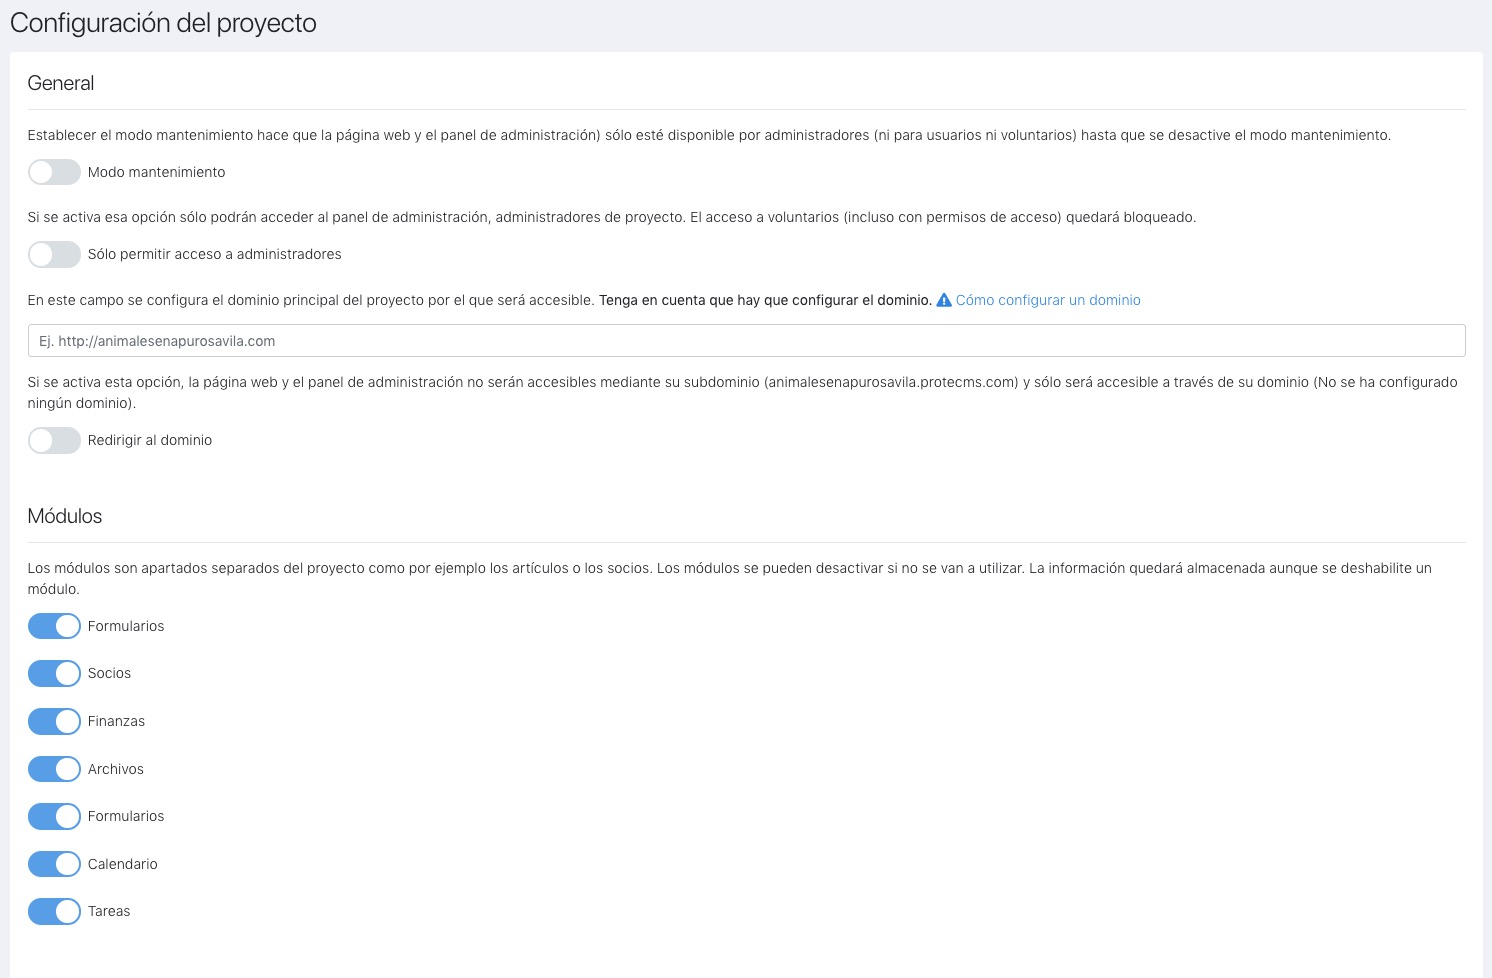 Configuración del proyecto
General
Establecer el modo mantenimiento hace que la página web y el panel de administración) sólo esté disponible por administradores (ni para usuarios ni voluntarios) hasta que se desactive el modo mantenimiento.
Modo mantenimiento
Si se activa esa opción sólo podrán acceder al panel de administración, administradores de proyecto. El acceso a voluntarios (incluso con permisos de acceso) quedará bloqueado.
Sólo permitir acceso a administradores
En este campo se configura el dominio principal del proyecto por el que será accesible. Tenga en cuenta que hay que configurar el dominio. Cómo configurar un dominio
Ej. http://animalesenapurosavila.com
Si se activa esta opción, la página web y el panel de administración no serán accesibles mediante su subdominio (animalesenapurosavila.protecms.com) y sólo será accesible a través de su dominio (No se ha configurado
ningún dominio).
Redirigir al dominio
Módulos
Los módulos son apartados separados del proyecto como por ejemplo los artículos o los socios. Los módulos se pueden desactivar si no se van a utilizar. La información quedará almacenada aunque se deshabilite un
módulo.
Formularios
Socios
Finanzas
Archivos
Formularios
Calendario
Tareas